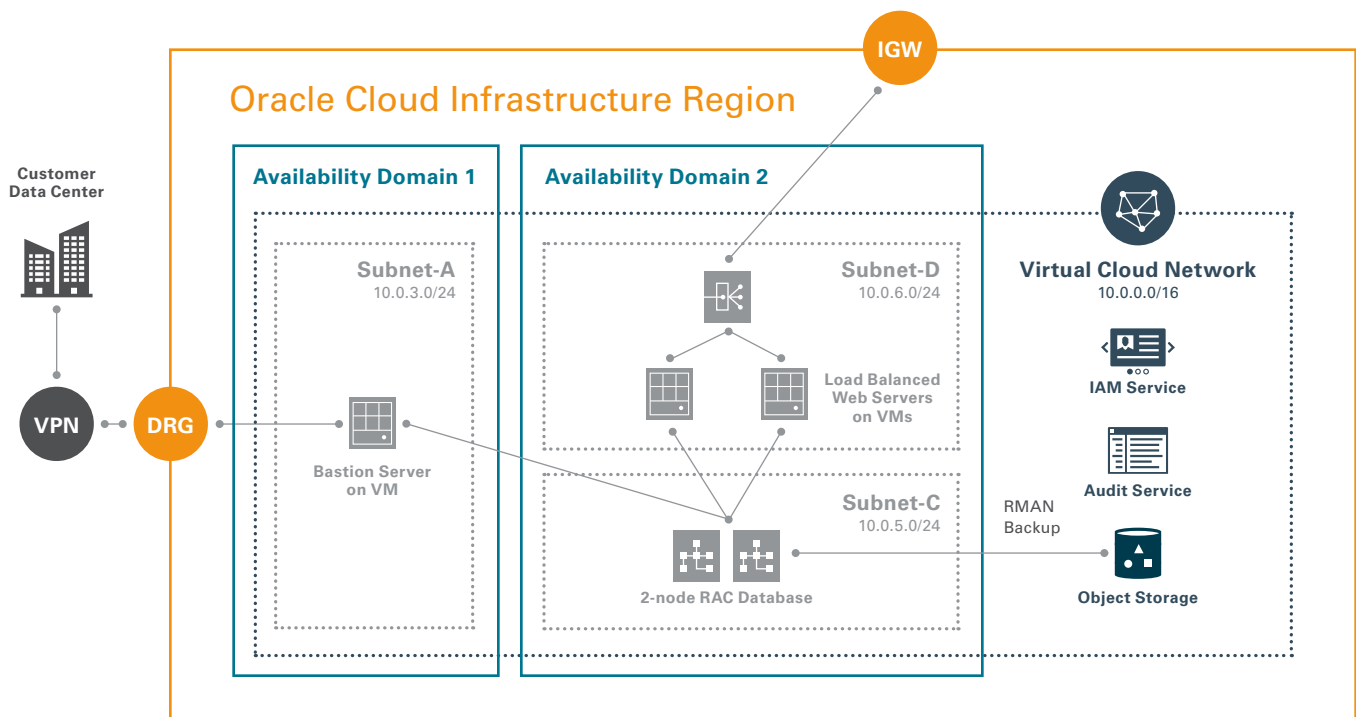 IGW
Oracle Cloud Infrastructure Region
Customer
Data Center
VPN
DRG
Availability Domain 1
Subnet-A
10.0.3.0/24
Bastion Server
on VM
Availability Domain 2
Subnet-D
10.0.6.0/24
Load Balanced
Web Servers
on VMs
Subnet-C
10.0.5.0/24
2-node RAC Database
RMAN
Backup
Virtual Cloud Network
10.0.0.0/16
IAM Service
Audit Service
Object Storage